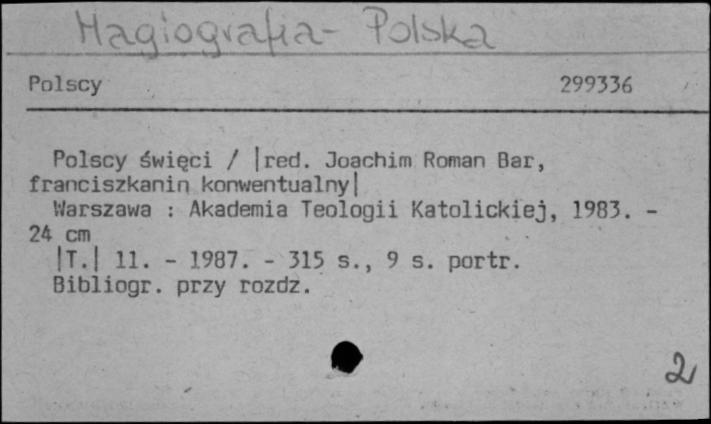 Hagiografia - Polska
Polscy 299336
Polscy święci / |red. Joachim Roman Bar,
franciszkanin konwentualny|
Warszawa : Akademia Teologii Katolickiej, 1983. -
24 cm
|T.| 11. - 1987. - 315 s., 9 s. portr.
Bibliogr. przy rozdz.
2